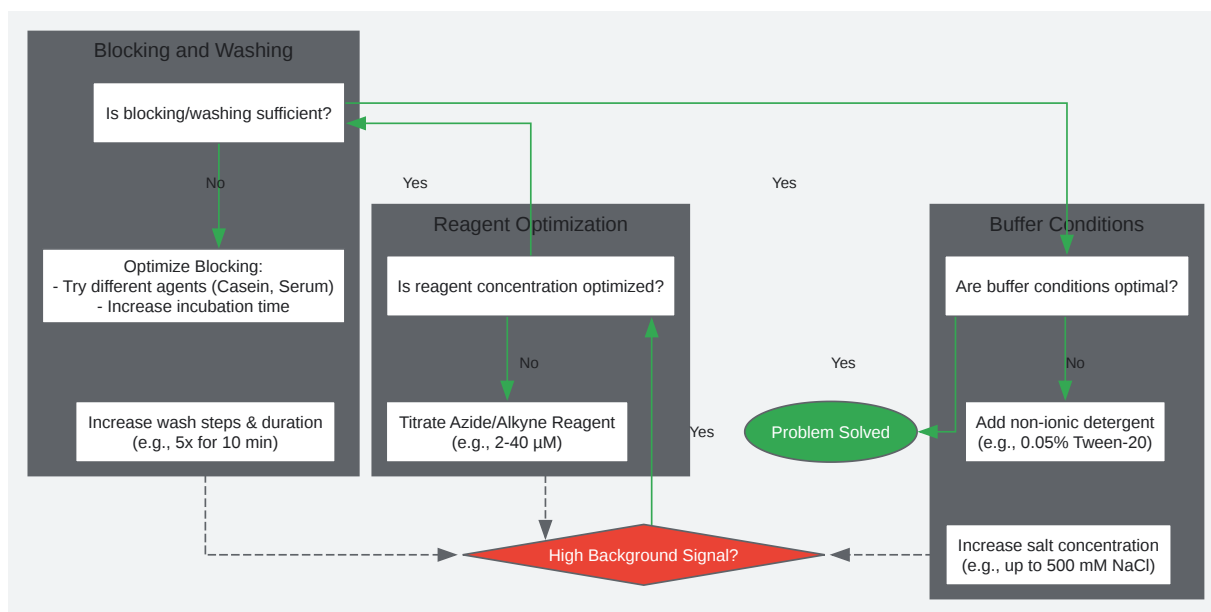 Blocking and Washing
Is blocking/washing sufficient?
No
Yes
Yes
Optimize Blocking:
- Try different agents (Casein, Serum)
- Increase incubation time
Increase wash steps & duration
(e.g., 5x for 10 min)
Reagent Optimization
Is reagent concentration optimized?
No
Titrate Azide/Alkyne Reagent
(e.g., 2-40 µM)
Yes
High Background Signal?
Yes
Problem Solved
Buffer Conditions
Are buffer conditions optimal?
No
Add non-ionic detergent
(e.g., 0.05% Tween-20)
Increase salt concentration
(e.g., up to 500 mM NaCl)